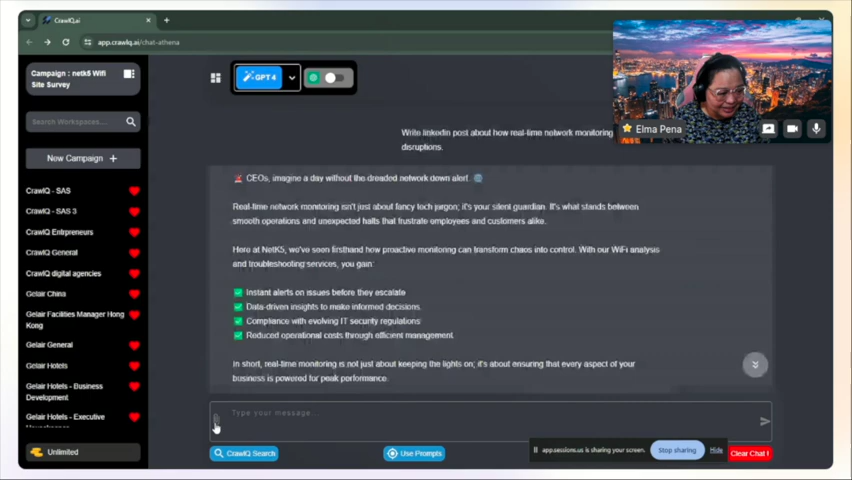 CrawlQ.ai
app.crawlq.ai/chat-athena
Campaign : netk5 Wifi
Site Survey
Search Workspaces...
New Campaign +
CrawlQ - SAS
CrawlQ - SAS 3
CrawlQ Entrpreneurs
CrawlQ General
CrawlQ digital agencies
Gelair China
Gelair Facilities Manager Hong
Kong
Gelair General
Gelair Hotels
Gelair Hotels - Business
Development
Gelair Hotels - Executive
Unlimited
GPT 4
Write linkedin post about how real-time network monitoring
disruptions.
CEOs, imagine a day without the dreaded network down alert.
Real-time network monitoring isn't just about fancy tech jargon; it's your silent guardian. It's what stands between
smooth operations and unexpected halts that frustrate employees and customers alike.
Here at NetK5, we've seen firsthand how proactive monitoring can transform chaos into control. With our WiFi analysis
and troubleshooting services, you gain:
Instant alerts on issues before they escalate
Data-driven insights to make informed decisions.
Compliance with evolving IT security regulations
Reduced operational costs through efficient management.
In short, real-time monitoring is not just about keeping the lights on; it's about ensuring that every aspect of your
business is powered for peak performance.
Type your message...
CrawlQ Search
Use Prompts
app.sessions.us is sharing your screen.
Stop sharing
Hide
Clear Chat !
Elma Pena